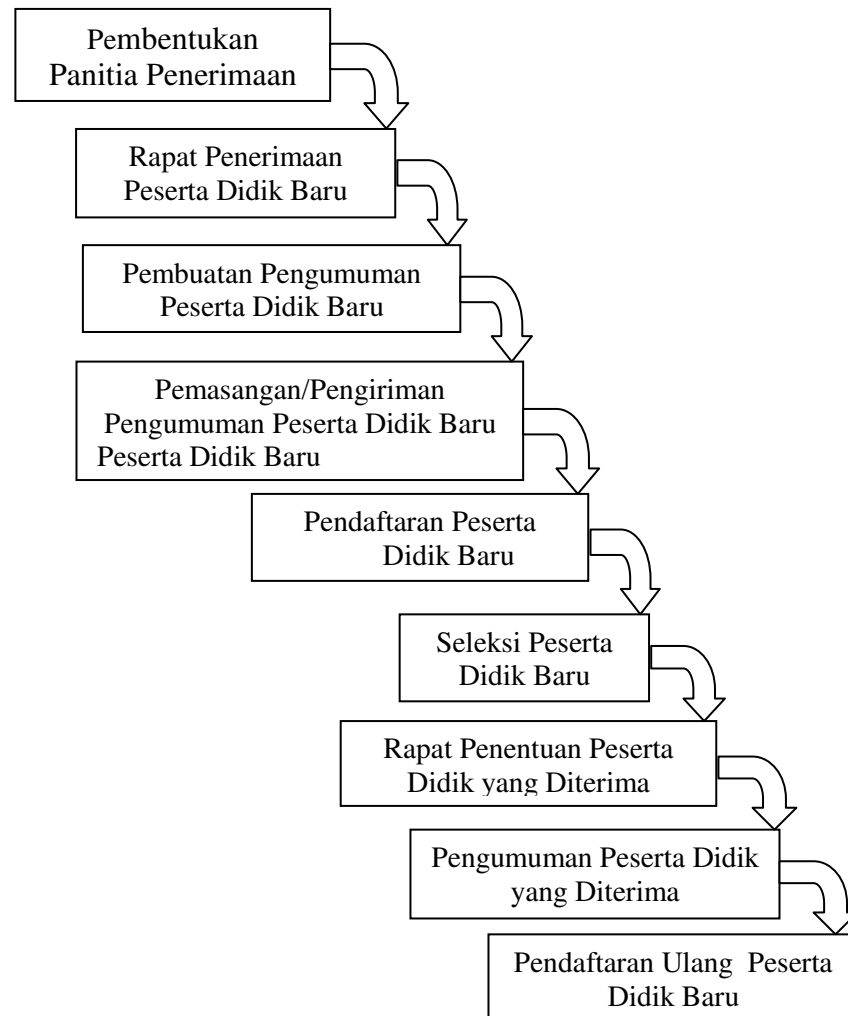 Pembentukan
Panitia Penerimaan
Rapat Penerimaan
Peserta Didik Baru
Pembuatan Pengumuman
Peserta Didik Baru
Pemasangan/Pengiriman
Pengumuman Peserta Didik Baru
Peserta Didik Baru
Pendaftaran Peserta
Didik Baru
Seleksi Peserta
Didik Baru
Rapat Penentuan Peserta
Didik yang Diterima
Pengumuman Peserta Didik
yang Diterima
Pendaftaran Ulang Peserta
Didik Baru